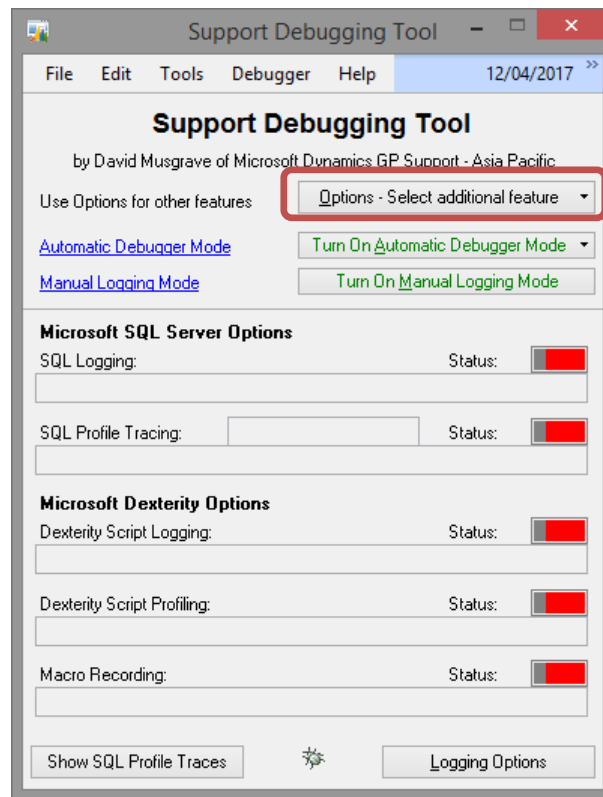 Support Debugging Tool
File Edit Tools Debugger Help 12/04/2017 »
Support Debugging Tool
by David Musgrave of Microsoft Dynamics GP Support - Asia Pacific
Use Options for other features Options - Select additional feature
Automatic Debugger Mode Turn On Automatic Debugger Mode
Manual Logging Mode Turn On Manual Logging Mode
Microsoft SQL Server Options
SQL Logging: Status:
SQL Profile Tracing: Status:
Microsoft Dexterity Options
Dexterity Script Logging: Status:
Dexterity Script Profiling: Status:
Macro Recording: Status:
Show SQL Profile Traces Logging Options